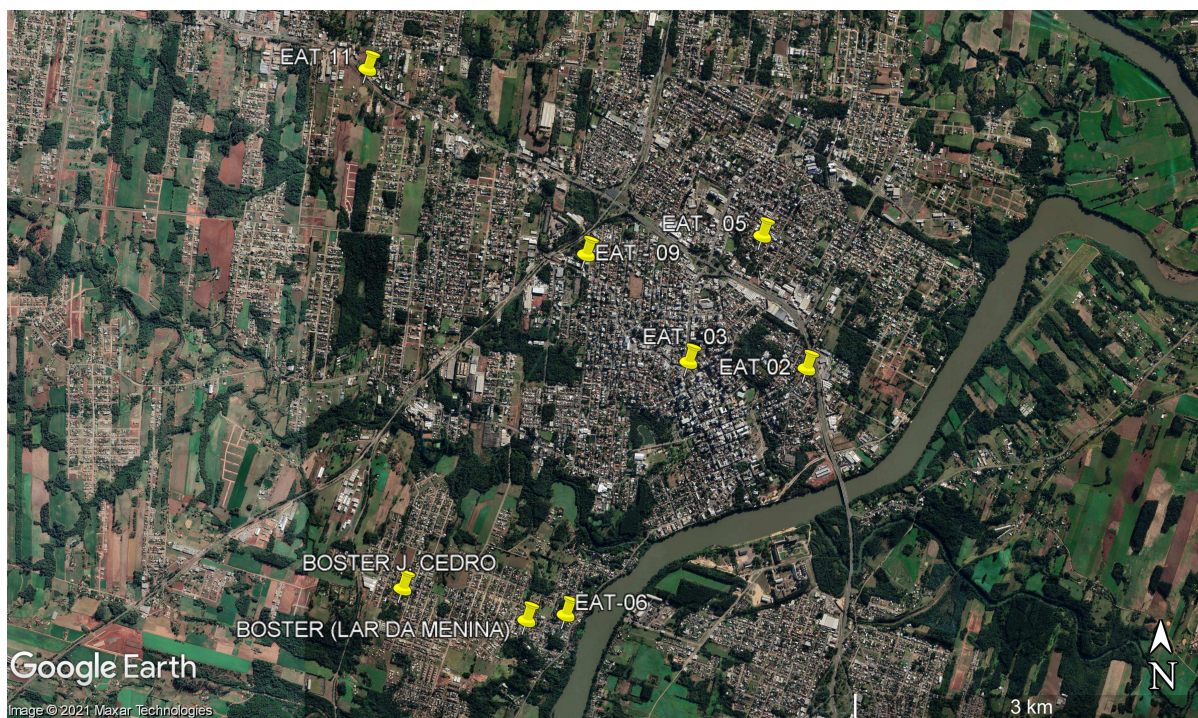 EAT 11
EAT - 05
EAT - 09
EAT - 03
EAT 02
BOSTER J. CEDRO
EAT-06
BOSTER (LAR DA MENINA)
Google Earth
N
Image © 2021 Maxar Technologies
3 km